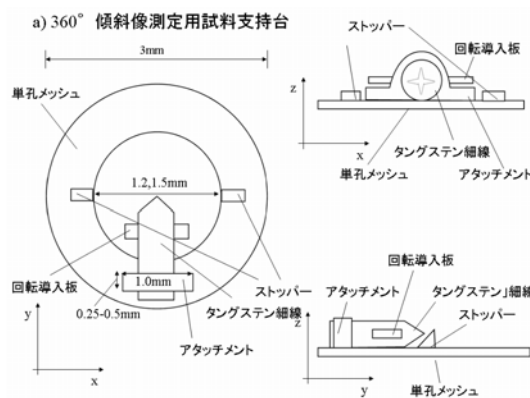 a) 360° 傾斜像測定用試料支持台
3mm
単孔メッシュ
1.2,1.5mm
回転導入板
1.0mm
0.25-0.5mm
ストッパー
タングステン細線
アタッチメント
y
x
ストッパー
回転導入板
z
x
タングステン細線
単孔メッシュ
アタッチメント
回転導入板
アタッチメント
タングステン」細線
ストッパー
z
y
単孔メッシュ